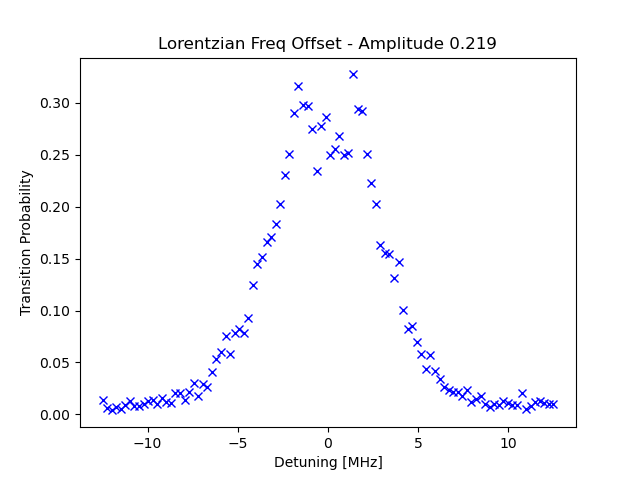 Lorentzian Freq Offset - Amplitude 0.219
Transition Probability
0.30
0.25
0.20
0.15
0.10
0.05
0.00
−10 −5 0 5 10
Detuning [MHz]